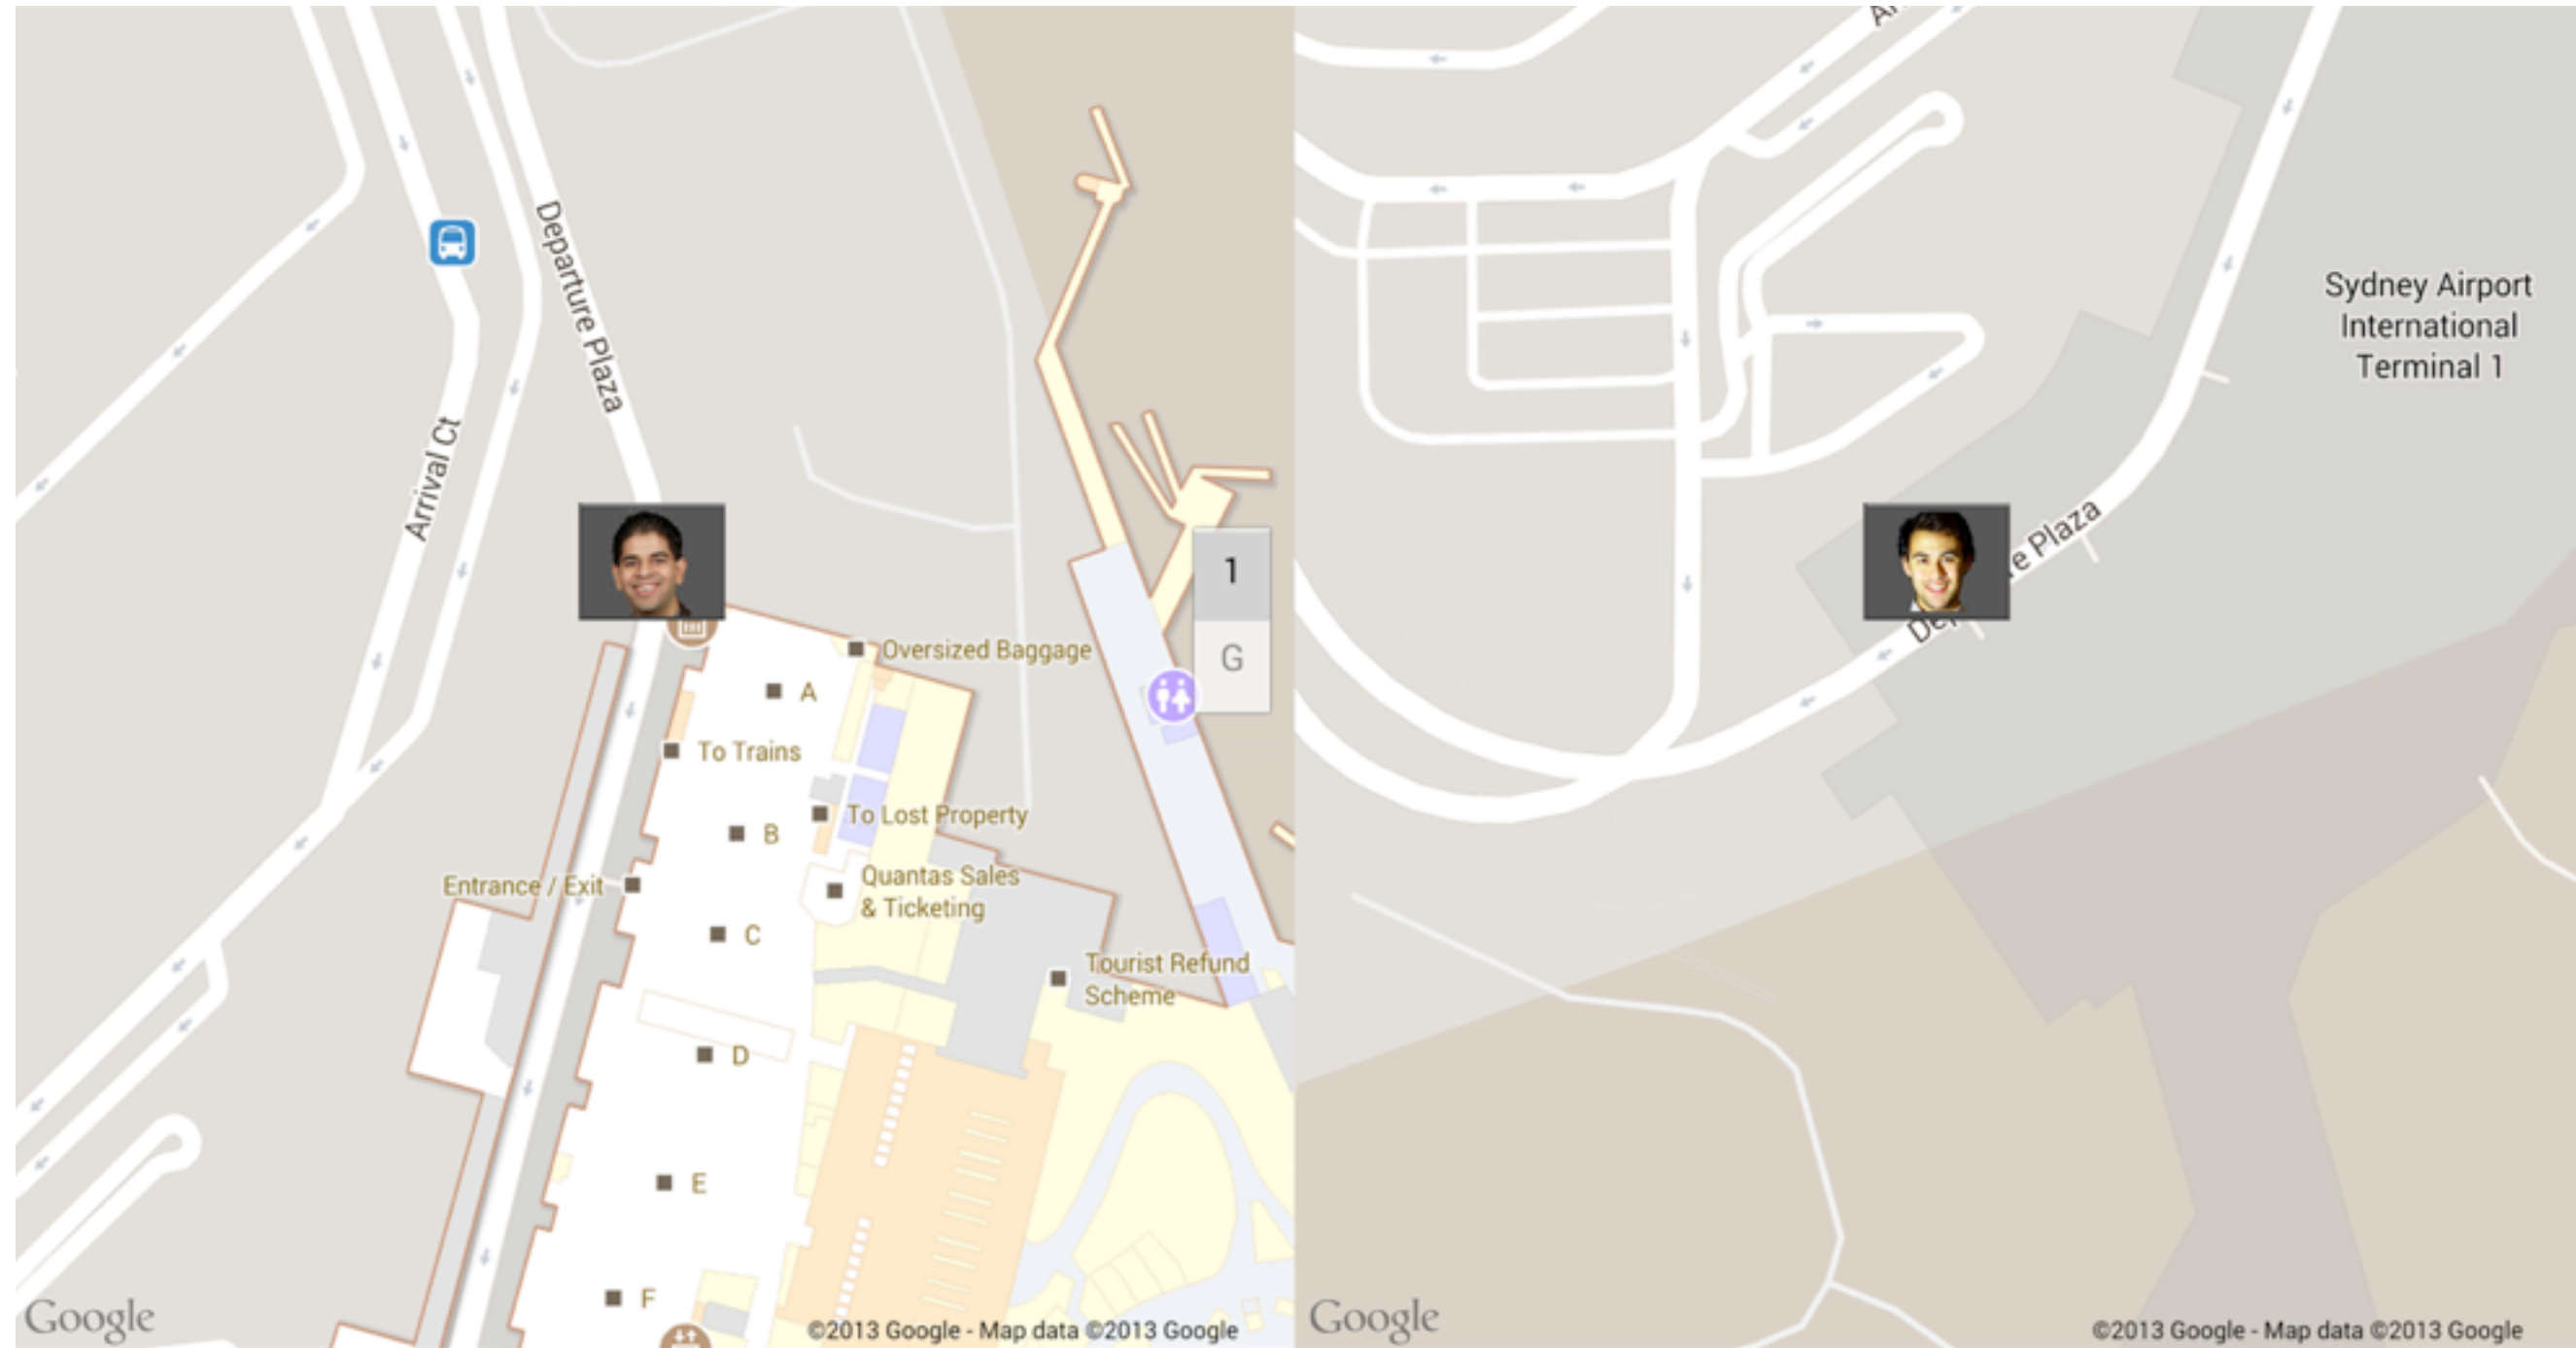 Departure Plaza
Arrival Ct
1
G
Oversized Baggage
A
To Trains
To Lost Property
B
Entrance / Exit
Quantas Sales
& Ticketing
C
Tourist Refund
Scheme
D
E
F
Google
©2013 Google - Map data ©2013 Google
Sydney Airport
International
Terminal 1
Plaza
Google
©2013 Google - Map data ©2013 Google